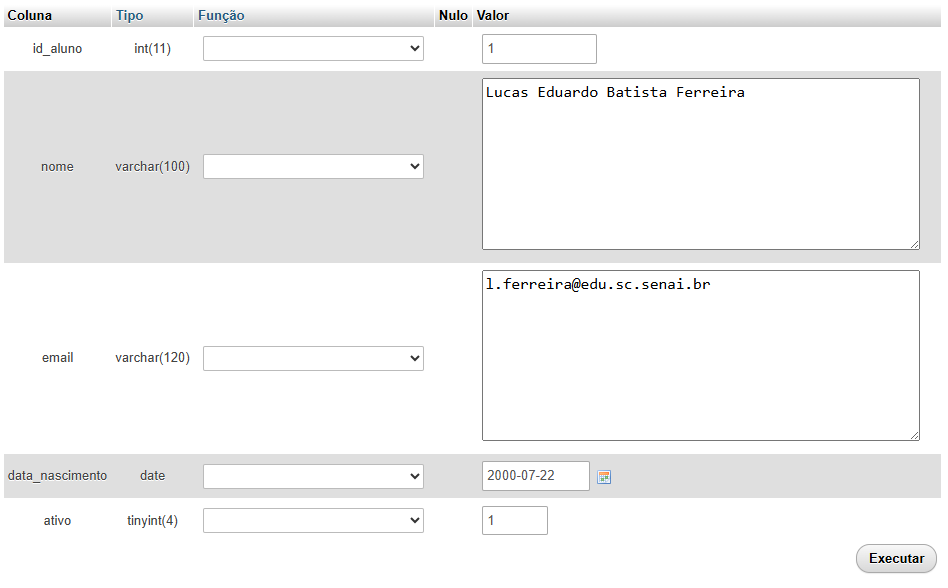 Coluna Tipo Função Nulo Valor
id_aluno int(11) 1
nome varchar(100) Lucas Eduardo Batista Ferreira
email varchar(120) l.ferreira@edu.sc.senai.br
data_nascimento date 2000-07-22
ativo tinyint(4) 1
Executar